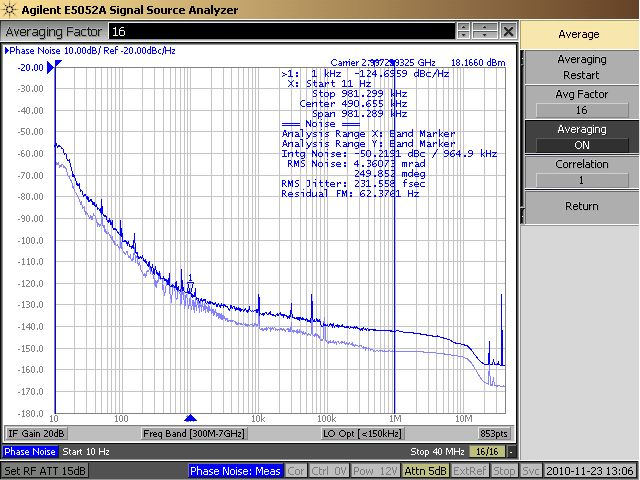 Agilent E5052A Signal Source Analyzer
Averaging Factor 16
Phase Noise 10.00dB/ Ref -20.00dBc/Hz
Carrier GHz 18.1660 dBm
-20.00
>1: 1 kHz -124.6959 dBc/Hz
X: Start 11 Hz
Stop 981.299 kHz
Center 490.655 kHz
Span 981.289 kHz
=== Noise ===
Analysis Range X: Band Marker
Analysis Range Y: Band Marker
Intg Noise: -50.2191 dBc / 964.9 kHz
RMS Noise: 4.36073 mrad
249.852 mdeg
RMS Jitter: 231.558 fsec
Residual FM: 62.3761 Hz
-30.00
-40.00
-50.00
-60.00
-70.00
-80.00
-90.00
-100.0
-110.0
-120.0
-130.0
-140.0
-150.0
-160.0
-170.0
-180.0
1
10 100 10k 100k 1M 10M
IF Gain 20dB Freq Band [300M-7GHz] LO Opt [<150kHz] 853pts
Phase Noise Start 10 Hz Stop 40 MHz 16/16
Average
Averaging
Restart
Avg Factor
16
Averaging
ON
Correlation
1
Return
Set RF ATT 15dB Phase Noise: Meas Cor Ctrl 0V Pow 12V Attn 5dB ExtRef Stop Svc 2010-11-23 13:06